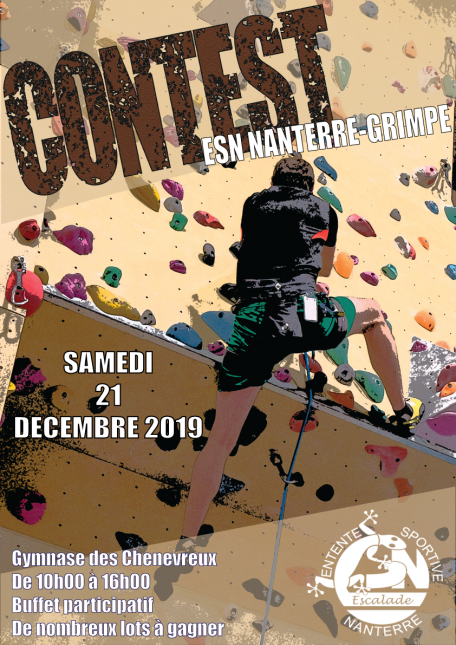 CONTEST
ESN NANTERRE-GRIMPE
SAMEDI
21
DECEMBRE 2019
Gymnase des Chenevreux
De 10h00 à 16h00
Buffet participatif
De nombreux lots à gagner
ENTENTE SPORTIVE
ESN
Escalade
NANTERRE